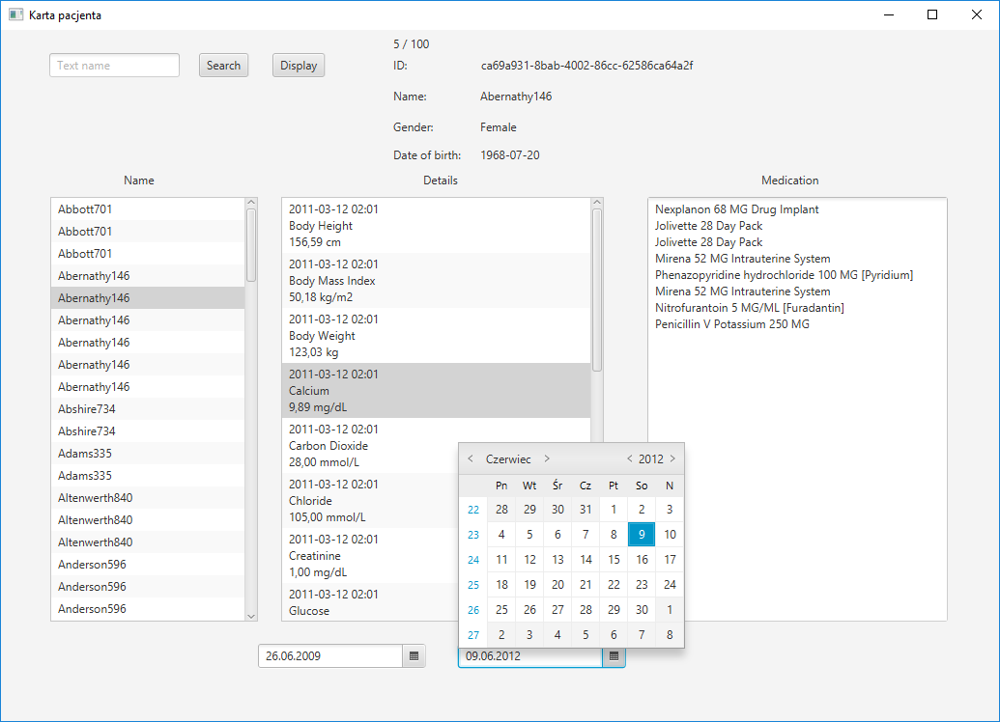 Karta pacjenta
5 / 100
Text name
Search
Display
ID: ca69a931-8bab-4002-86cc-62586ca64a2f
Name: Abernathy146
Gender: Female
Date of birth: 1968-07-20
Name
Abbott701
Abbott701
Abbott701
Abernathy146
Abernathy146
Abernathy146
Abernathy146
Abernathy146
Abernathy146
Abshire734
Abshire734
Adams335
Adams335
Altenwerth840
Altenwerth840
Altenwerth840
Anderson596
Anderson596
Anderson596
Details
2011-03-12 02:01
Body Height
156,59 cm
2011-03-12 02:01
Body Mass Index
50,18 kg/m2
2011-03-12 02:01
Body Weight
123,03 kg
2011-03-12 02:01
Calcium
9,89 mg/dL
2011-03-12 02:01
Carbon Dioxide
28,00 mmol/L
2011-03-12 02:01
Chloride
105,00 mmol/L
2011-03-12 02:01
Creatinine
1,00 mg/dL
2011-03-12 02:01
Glucose
Medication
Nexplanon 68 MG Drug Implant
Jolivette 28 Day Pack
Jolivette 28 Day Pack
Mirena 52 MG Intrauterine System
Phenazopyridine hydrochloride 100 MG [Pyridium]
Mirena 52 MG Intrauterine System
Nitrofurantoin 5 MG/ML [Furadantin]
Penicillin V Potassium 250 MG
< Czerwiec > < 2012 >
Pn Wt Śr Cz Pt So N
22 28 29 30 31 1 2 3
23 4 5 6 7 8 9 10
24 11 12 13 14 15 16 17
25 18 19 20 21 22 23 24
26 25 26 27 28 29 30 1
27 2 3 4 5 6 7 8
26.06.2009
09.06.2012